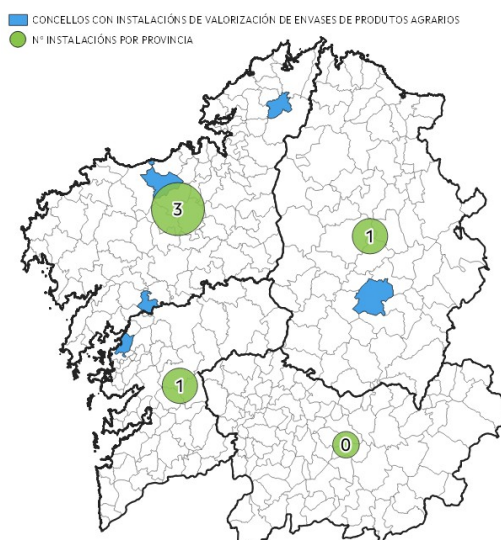 CONCELLOS CON INSTALACIÓNS DE VALORIZACIÓN DE ENVASES DE PRODUTOS AGRARIOS
Nº INSTALACIÓNS POR PROVINCIA
3
1
1
0